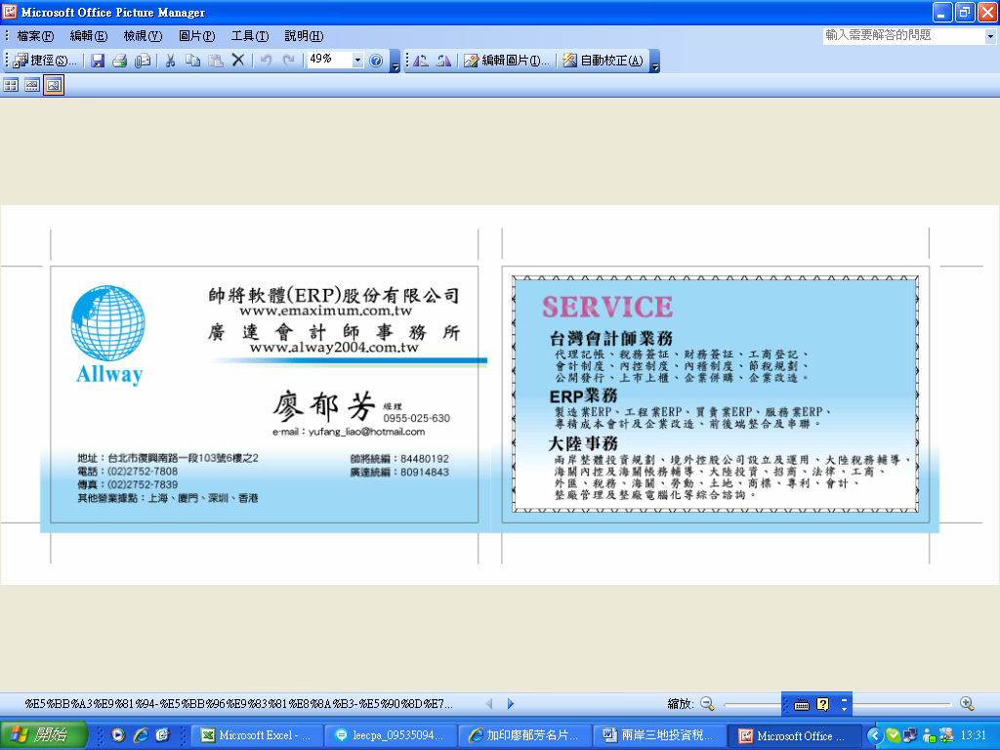 Microsoft Office Picture Manager
檔案(F) 編輯(E) 檢視(V) 圖片(P) 工具(T) 說明(H)
輸入需要解答的問題
捷徑(S)... 49% 編輯圖片(I)... 自動校正(A)
Allway
帥將軟體(ERP)股份有限公司
www.emaximum.com.tw
廣達會計師事務所
www.alway2004.com.tw
廖郁芳 經理
0955-025-630
e-mail：yufang_liao@hotmail.com
地址：台北市復興南路一段103號6樓之2
電話：(02)2752-7808
傳真：(02)2752-7839
其他營業據點：上海、廈門、深圳、香港
帥將統編：84480192
廣達統編：80914843
SERVICE
台灣會計師業務
代理記帳、稅務簽証、財務簽証、工商登記、
會計制度、內控制度、內稽制度、節稅規劃、
公開發行、上市上櫃、企業併購、企業改造。
ERP業務
製造業ERP、工程業ERP、買賣業ERP、服務業ERP、
專精成本會計及企業改造、前後端整合及串聯。
大陸事務
兩岸整體投資規劃、境外控股公司設立及運用、大陸稅務輔導、
海關內控及海關帳務輔導、大陸投資、招商、法律、工商、
外匯、稅務、海關、勞動、土地、商標、專利、會計、
整廠管理及整廠電腦化等綜合諮詢。
%E5%BB%A3%E9%81%94-%E5%BB%96%E9%83%81%E8%8A%B3-%E5%90%8D%E7...
縮放:
開始
Microsoft Excel - ...
leecpa_09535094...
加印廖郁芳名片...
兩岸三地投資稅...
Microsoft Office ...
13:31